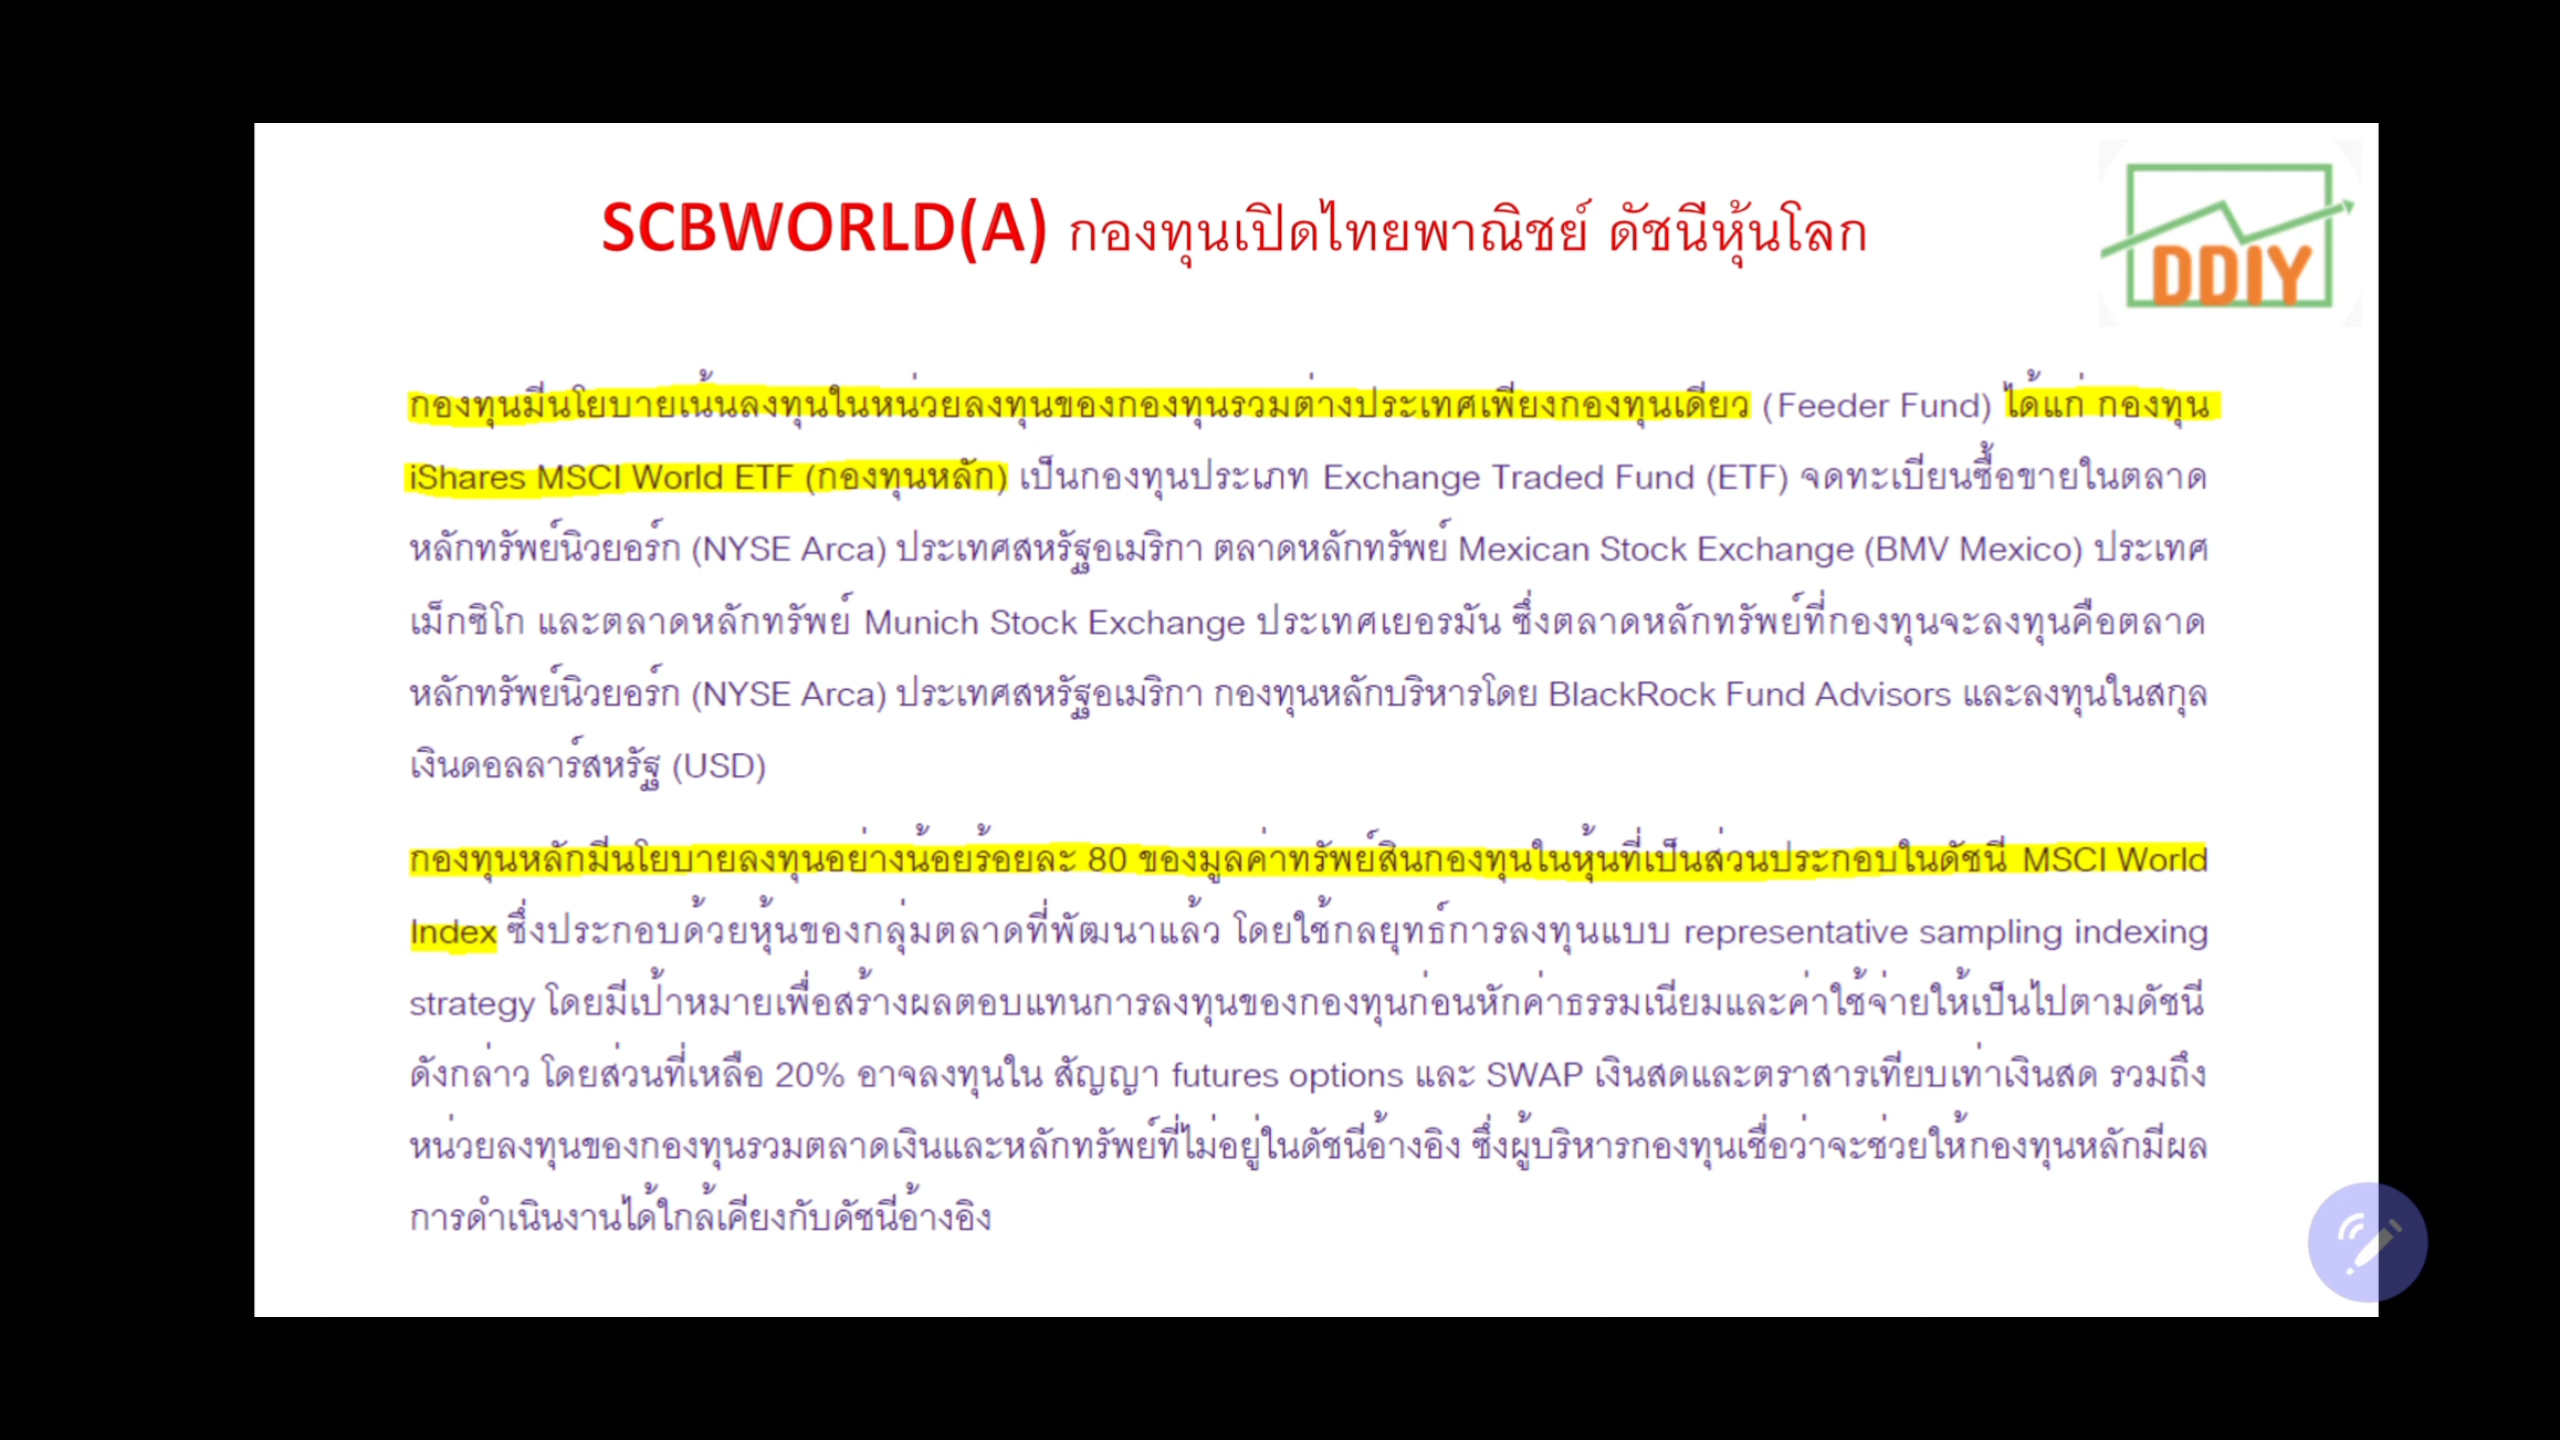 SCBWORLD(A) กองทุนเปิดไทยพาณิชย์ ดัชนีหุ้นโลก
DDIY
กองทุนมีนโยบายเน้นลงทุนในหน่วยลงทุนของกองทุนรวมต่างประเทศเพียงกองทุนเดียว (Feeder Fund) ได้แก่ กองทุน
iShares MSCI World ETF (กองทุนหลัก) เป็นกองทุนประเภท Exchange Traded Fund (ETF) จดทะเบียนซื้อขายในตลาด
หลักทรัพย์นิวยอร์ก (NYSE Arca) ประเทศสหรัฐอเมริกา ตลาดหลักทรัพย์ Mexican Stock Exchange (BMV Mexico) ประเทศ
เม็กซิโก และตลาดหลักทรัพย์ Munich Stock Exchange ประเทศเยอรมัน ซึ่งตลาดหลักทรัพย์ที่กองทุนจะลงทุนคือตลาด
หลักทรัพย์นิวยอร์ก (NYSE Arca) ประเทศสหรัฐอเมริกา กองทุนหลักบริหารโดย BlackRock Fund Advisors และลงทุนในสกุล
เงินดอลลาร์สหรัฐ (USD)
กองทุนหลักมีนโยบายลงทุนอย่างน้อยร้อยละ 80 ของมูลค่าทรัพย์สินกองทุนในหุ้นที่เป็นส่วนประกอบในดัชนี MSCI World
Index ซึ่งประกอบด้วยหุ้นของกลุ่มตลาดที่พัฒนาแล้ว โดยใช้กลยุทธ์การลงทุนแบบ representative sampling indexing
strategy โดยมีเป้าหมายเพื่อสร้างผลตอบแทนการลงทุนของกองทุนก่อนหักค่าธรรมเนียมและค่าใช้จ่ายให้เป็นไปตามดัชนี
ดังกล่าว โดยส่วนที่เหลือ 20% อาจลงทุนใน สัญญา futures options และ SWAP เงินสดและตราสารเทียบเท่าเงินสด รวมถึง
หน่วยลงทุนของกองทุนรวมตลาดเงินและหลักทรัพย์ที่ไม่อยู่ในดัชนีอ้างอิง ซึ่งผู้บริหารกองทุนเชื่อว่าจะช่วยให้กองทุนหลักมีผล
การดำเนินงานได้ใกล้เคียงกับดัชนีอ้างอิง